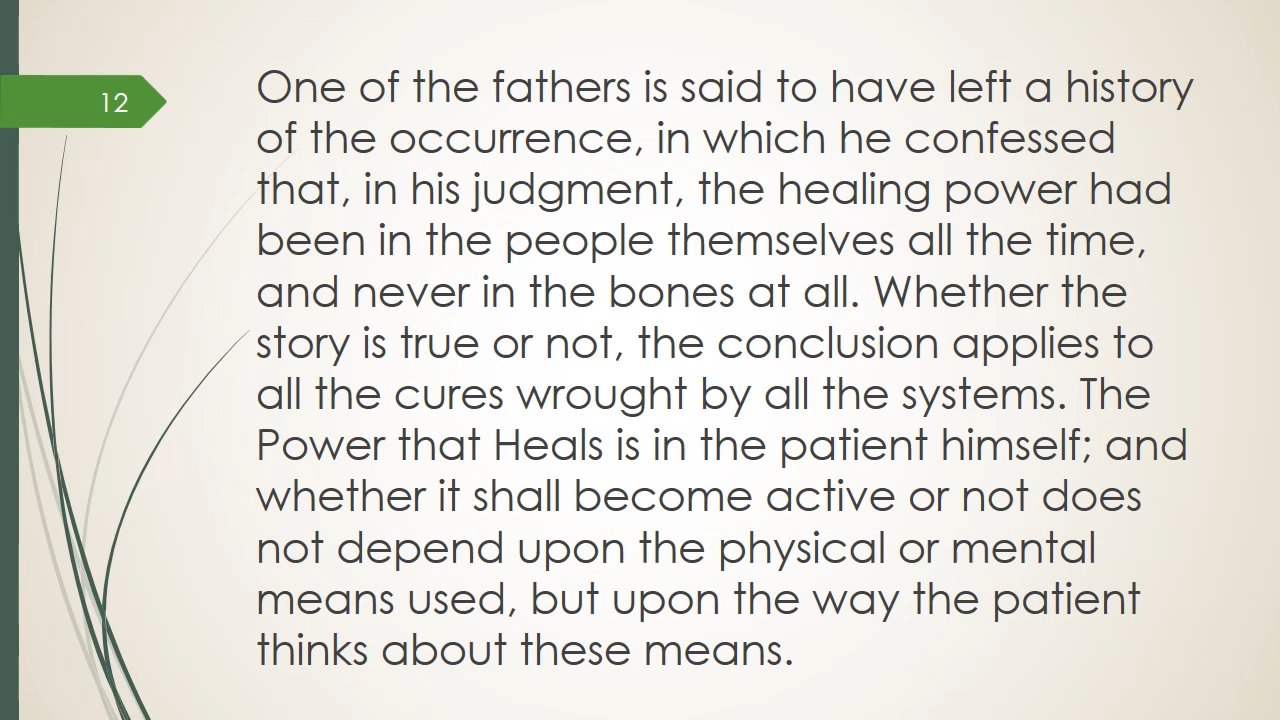 12
One of the fathers is said to have left a history
of the occurrence, in which he confessed
that, in his judgment, the healing power had
been in the people themselves all the time,
and never in the bones at all. Whether the
story is true or not, the conclusion applies to
all the cures wrought by all the systems. The
Power that Heals is in the patient himself; and
whether it shall become active or not does
not depend upon the physical or mental
means used, but upon the way the patient
thinks about these means.